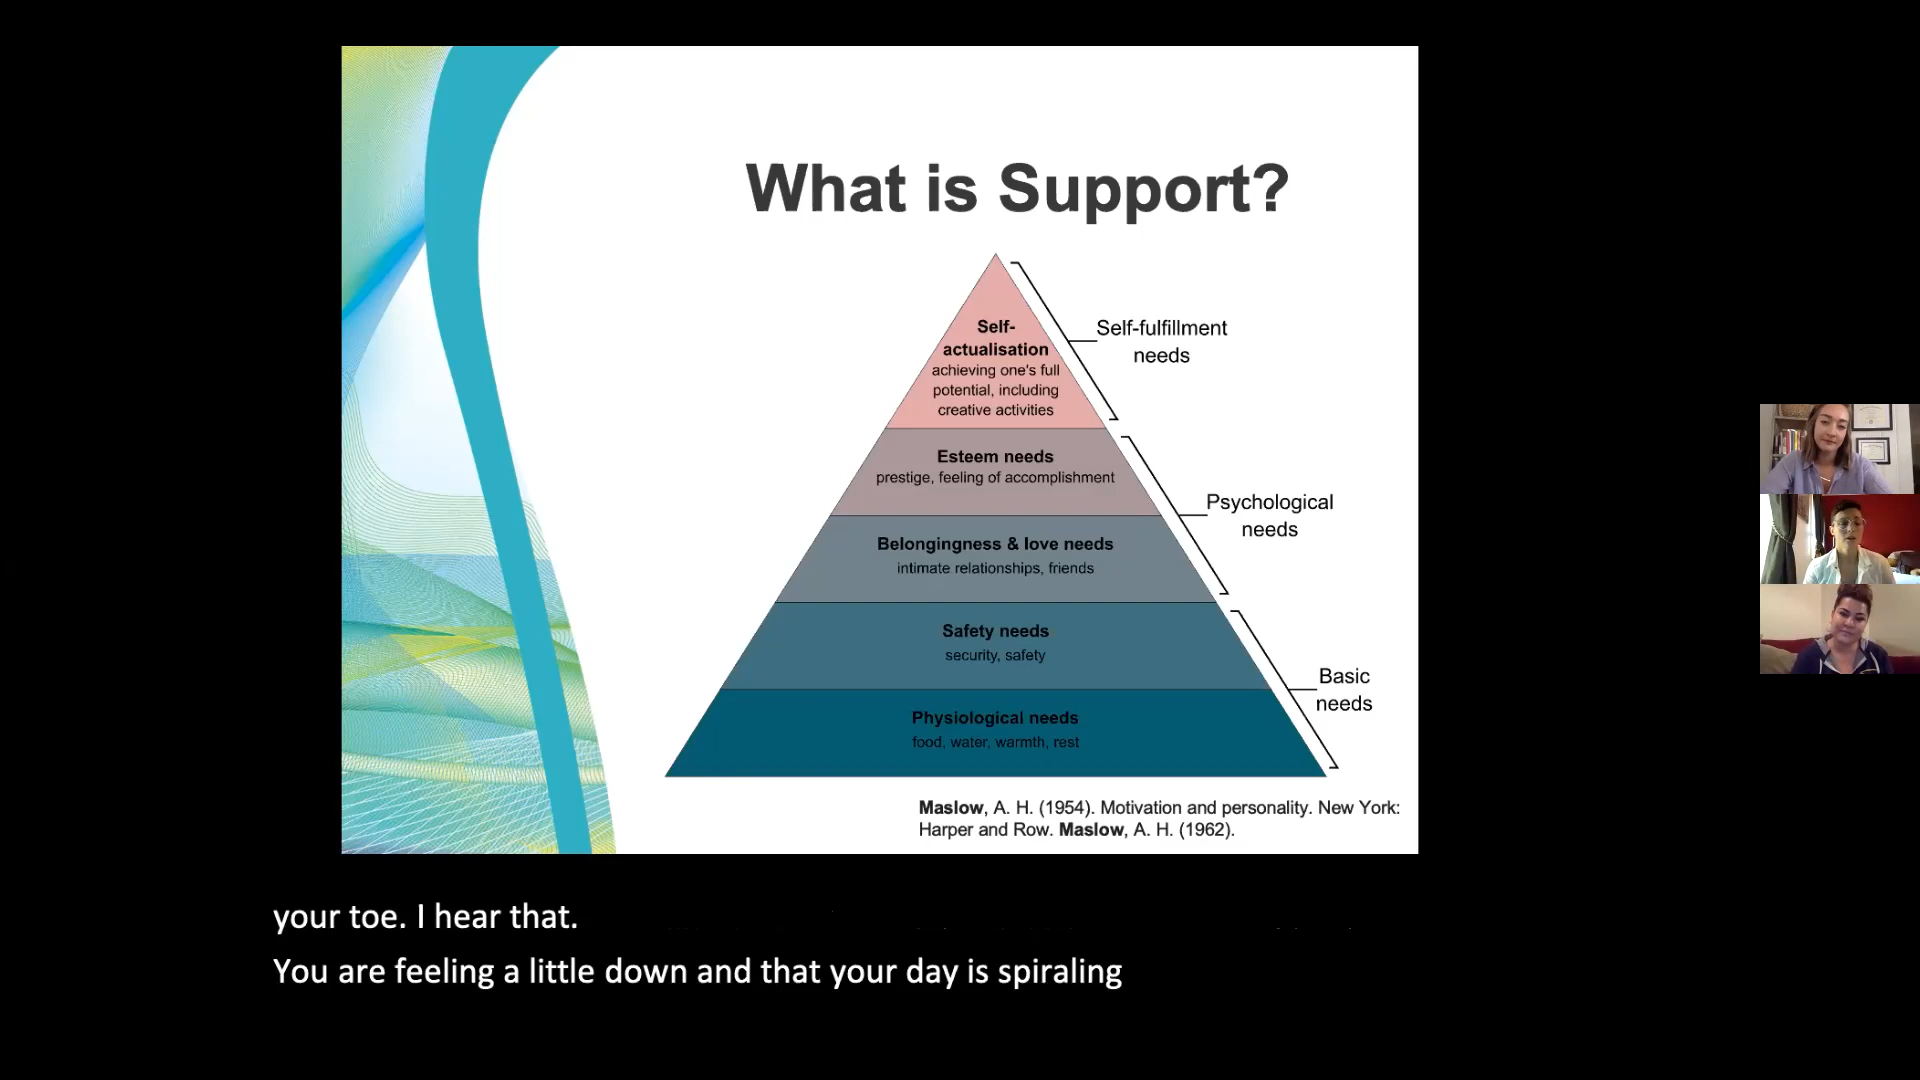 What is Support?
Self-
actualisation
achieving one's full
potential, including
creative activities
Self-fulfillment
needs
Esteem needs
prestige, feeling of accomplishment
Psychological
needs
Belongingness & love needs
intimate relationships, friends
Safety needs
security, safety
Basic
needs
Physiological needs
food, water, warmth, rest
Maslow, A. H. (1954). Motivation and personality. New York:
Harper and Row. Maslow, A. H. (1962).
your toe. I hear that.
You are feeling a little down and that your day is spiraling